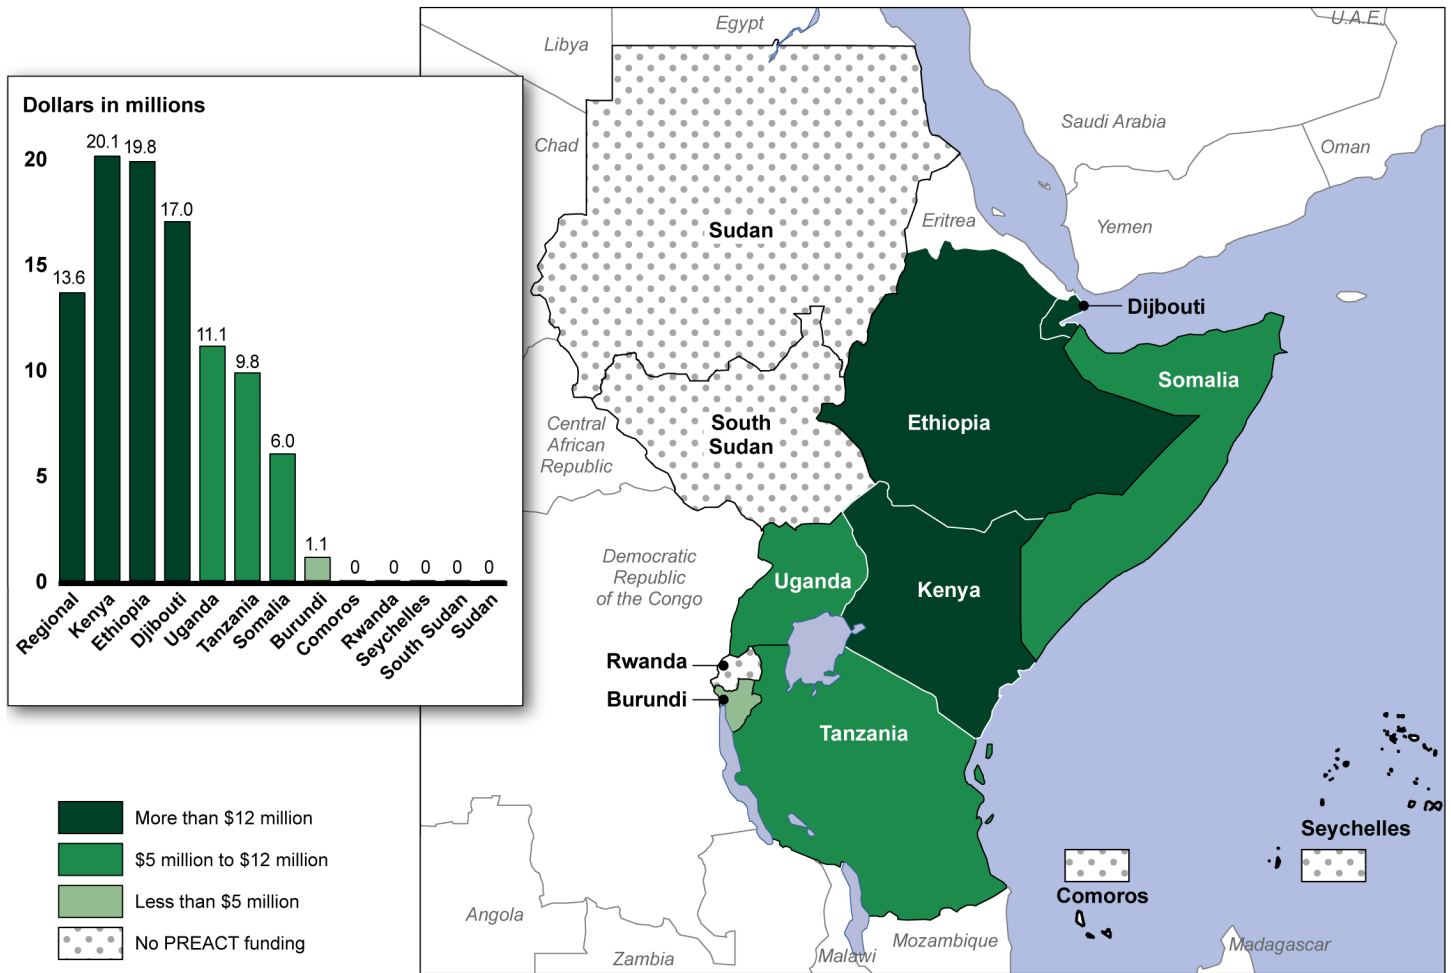 Dollars in millions
20
15
10
5
0
13.6
20.1
19.8
17.0
11.1
9.8
6.0
1.1
0
0
0
0
0
Regional
Kenya
Ethiopia
Djibouti
Uganda
Tanzania
Somalia
Burundi
Comoros
Rwanda
Seychelles
South Sudan
Sudan
More than $12 million
$5 million to $12 million
Less than $5 million
No PREACT funding
Egypt
U.A.E.
Libya
Saudi Arabia
Chad
Oman
Sudan
Eritrea
Yemen
Dijbouti
Somalia
Central
African
Republic
South
Sudan
Ethiopia
Democratic
Republic
of the Congo
Uganda
Kenya
Rwanda
Burundi
Tanzania
Seychelles
Comoros
Angola
Zambia
Malawi
Mozambique
Madagascar